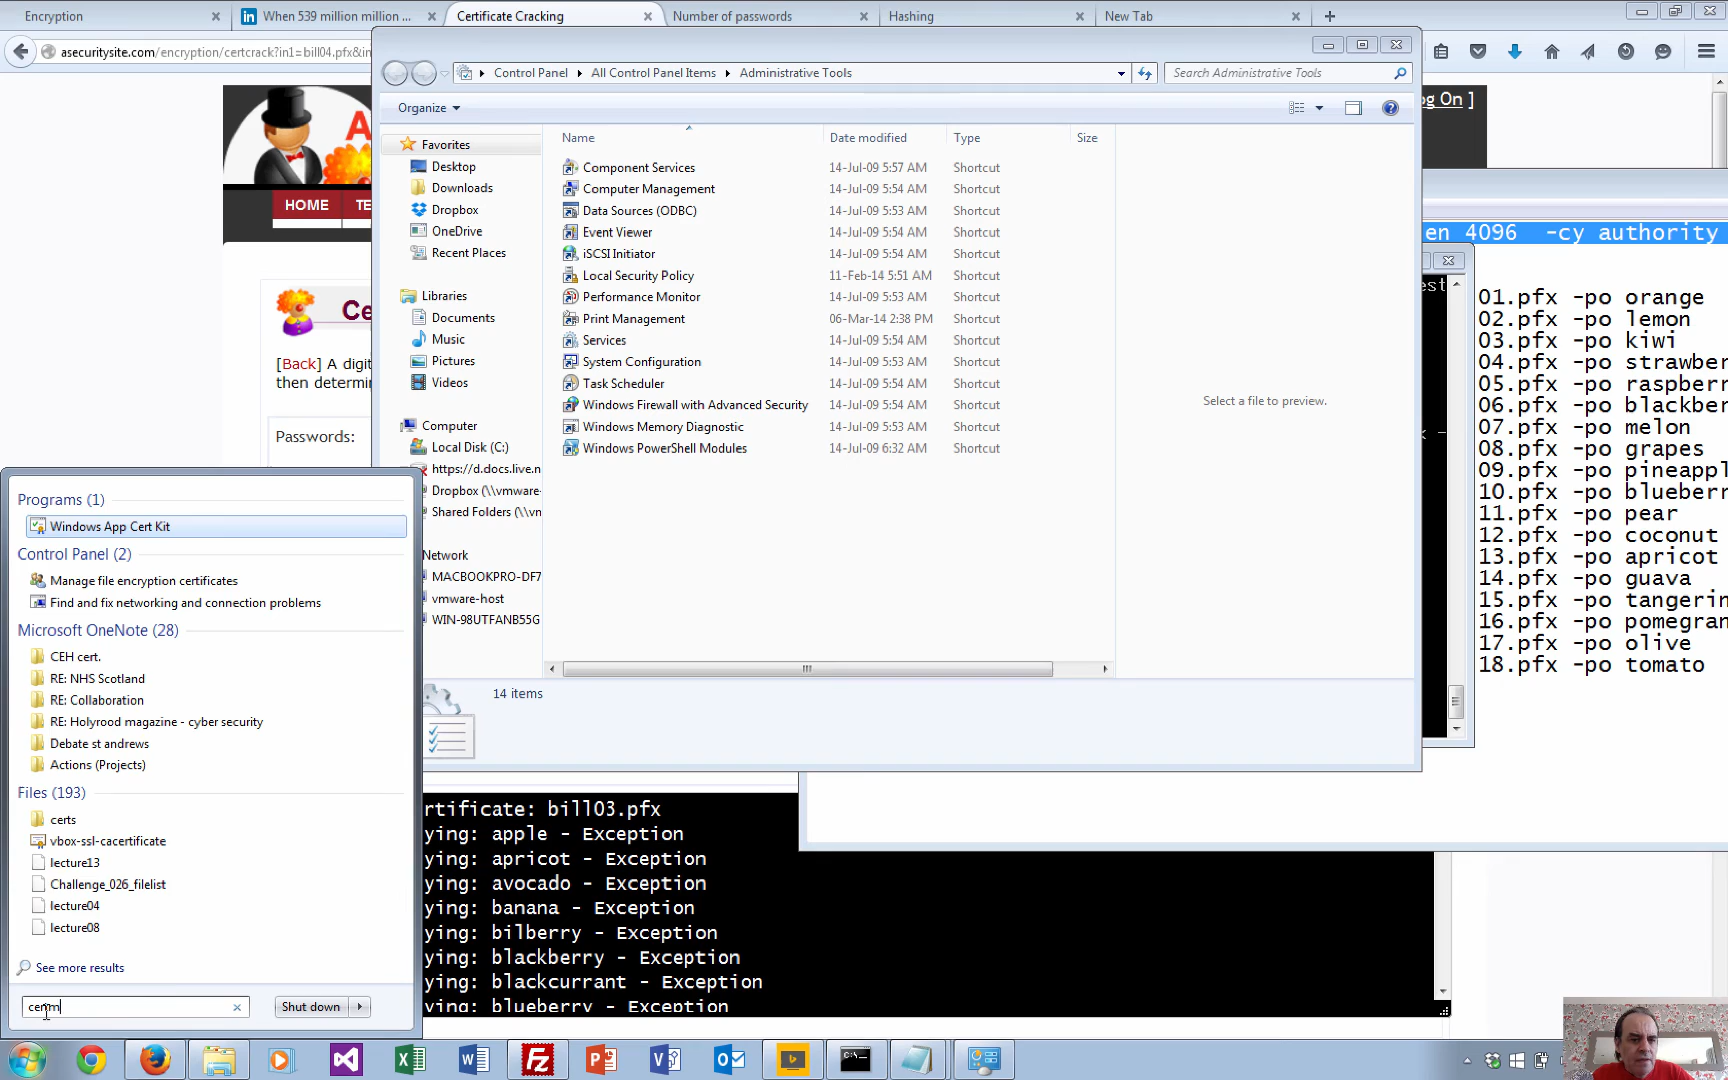 Encryption
When 539 million million ...
Certificate Cracking
Number of passwords
Hashing
New Tab
asecuritysite.com/encryption/certcrack?in1=bill04.pfx&in
Control Panel
All Control Panel Items
Administrative Tools
Search Administrative Tools
og On ]
Organize
HOME
TE
[Back] A digit
then determin
Passwords:
Favorites
Desktop
Downloads
Dropbox
OneDrive
Recent Places
Libraries
Documents
Music
Pictures
Videos
Computer
Local Disk (C:)
https://d.docs.live.n
Dropbox (\\vmware-
Shared Folders (\\vn
Network
MACBOOKPRO-DF7
vmware-host
WIN-98UTFANB55G
Name Date modified Type Size
Component Services 14-Jul-09 5:57 AM Shortcut
Computer Management 14-Jul-09 5:54 AM Shortcut
Data Sources (ODBC) 14-Jul-09 5:53 AM Shortcut
Event Viewer 14-Jul-09 5:54 AM Shortcut
iSCSI Initiator 14-Jul-09 5:54 AM Shortcut
Local Security Policy 11-Feb-14 5:51 AM Shortcut
Performance Monitor 14-Jul-09 5:53 AM Shortcut
Print Management 06-Mar-14 2:38 PM Shortcut
Services 14-Jul-09 5:54 AM Shortcut
System Configuration 14-Jul-09 5:53 AM Shortcut
Task Scheduler 14-Jul-09 5:54 AM Shortcut
Windows Firewall with Advanced Security 14-Jul-09 5:54 AM Shortcut
Windows Memory Diagnostic 14-Jul-09 5:53 AM Shortcut
Windows PowerShell Modules 14-Jul-09 6:32 AM Shortcut
Select a file to preview.
14 items
en 4096 -cy authority
est
01.pfx -po orange
02.pfx -po lemon
03.pfx -po kiwi
04.pfx -po strawber
05.pfx -po raspberr
06.pfx -po blackber
07.pfx -po melon
08.pfx -po grapes
09.pfx -po pineappl
10.pfx -po blueberr
11.pfx -po pear
12.pfx -po coconut
13.pfx -po apricot
14.pfx -po guava
15.pfx -po tangerin
16.pfx -po pomegran
17.pfx -po olive
18.pfx -po tomato
Programs (1)
Windows App Cert Kit
Control Panel (2)
Manage file encryption certificates
Find and fix networking and connection problems
Microsoft OneNote (28)
CEH cert.
RE: NHS Scotland
RE: Collaboration
RE: Holyrood magazine - cyber security
Debate st andrews
Actions (Projects)
Files (193)
certs
vbox-ssl-cacertificate
lecture13
Challenge_026_filelist
lecture04
lecture08
See more results
Shut down
rtificate: bill03.pfx
ying: apple - Exception
ying: apricot - Exception
ying: avocado - Exception
ying: banana - Exception
ying: bilberry - Exception
ying: blackberry - Exception
ying: blackcurrant - Exception
ying: blueberry - Exception